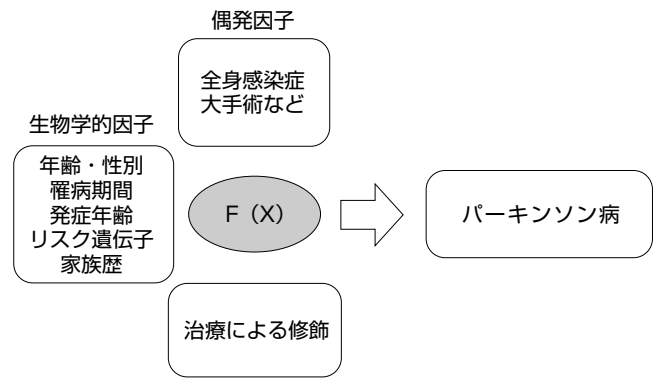 偶発因子
全身感染症
大手術など
生物学的因子
年齢・性別
罹病期間
発症年齢
リスク遺伝子
家族歴
F（X）
パーキンソン病
治療による修飾